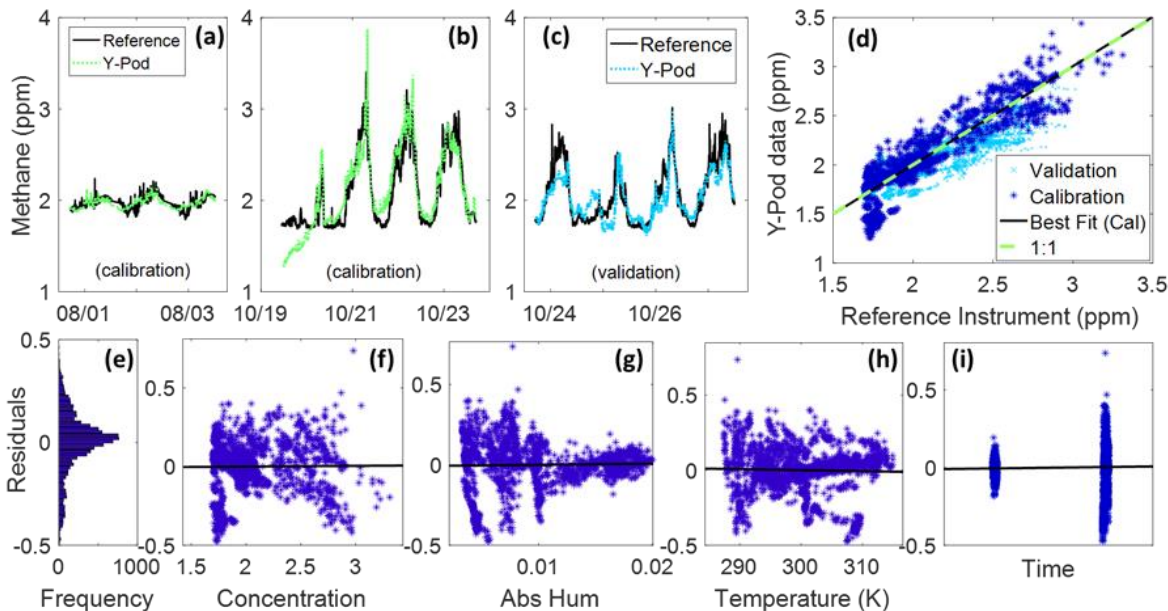 4
3
2
1
Methane (ppm)
(a)
Reference
Y-Pod
(calibration)
08/01
08/03
(b)
(calibration)
10/19
10/21
10/23
(c)
Reference
Y-Pod
(validation)
4
3
2
1
10/24
10/26
(d)
3.5
3
2.5
2
1.5
1
Y-Pod data (ppm)
Validation
Calibration
Best Fit (Cal)
1:1
1.5
2
2.5
3
3.5
Reference Instrument (ppm)
(e)
0.5
0
-0.5
Residuals
0
1000
Frequency
(f)
0.5
0
-0.5
1.5
2
2.5
3
Concentration
(g)
0.5
0
-0.5
0.01
0.02
Abs Hum
(h)
0.5
0
-0.5
290
300
310
Temperature (K)
(i)
0.5
0
-0.5
Time